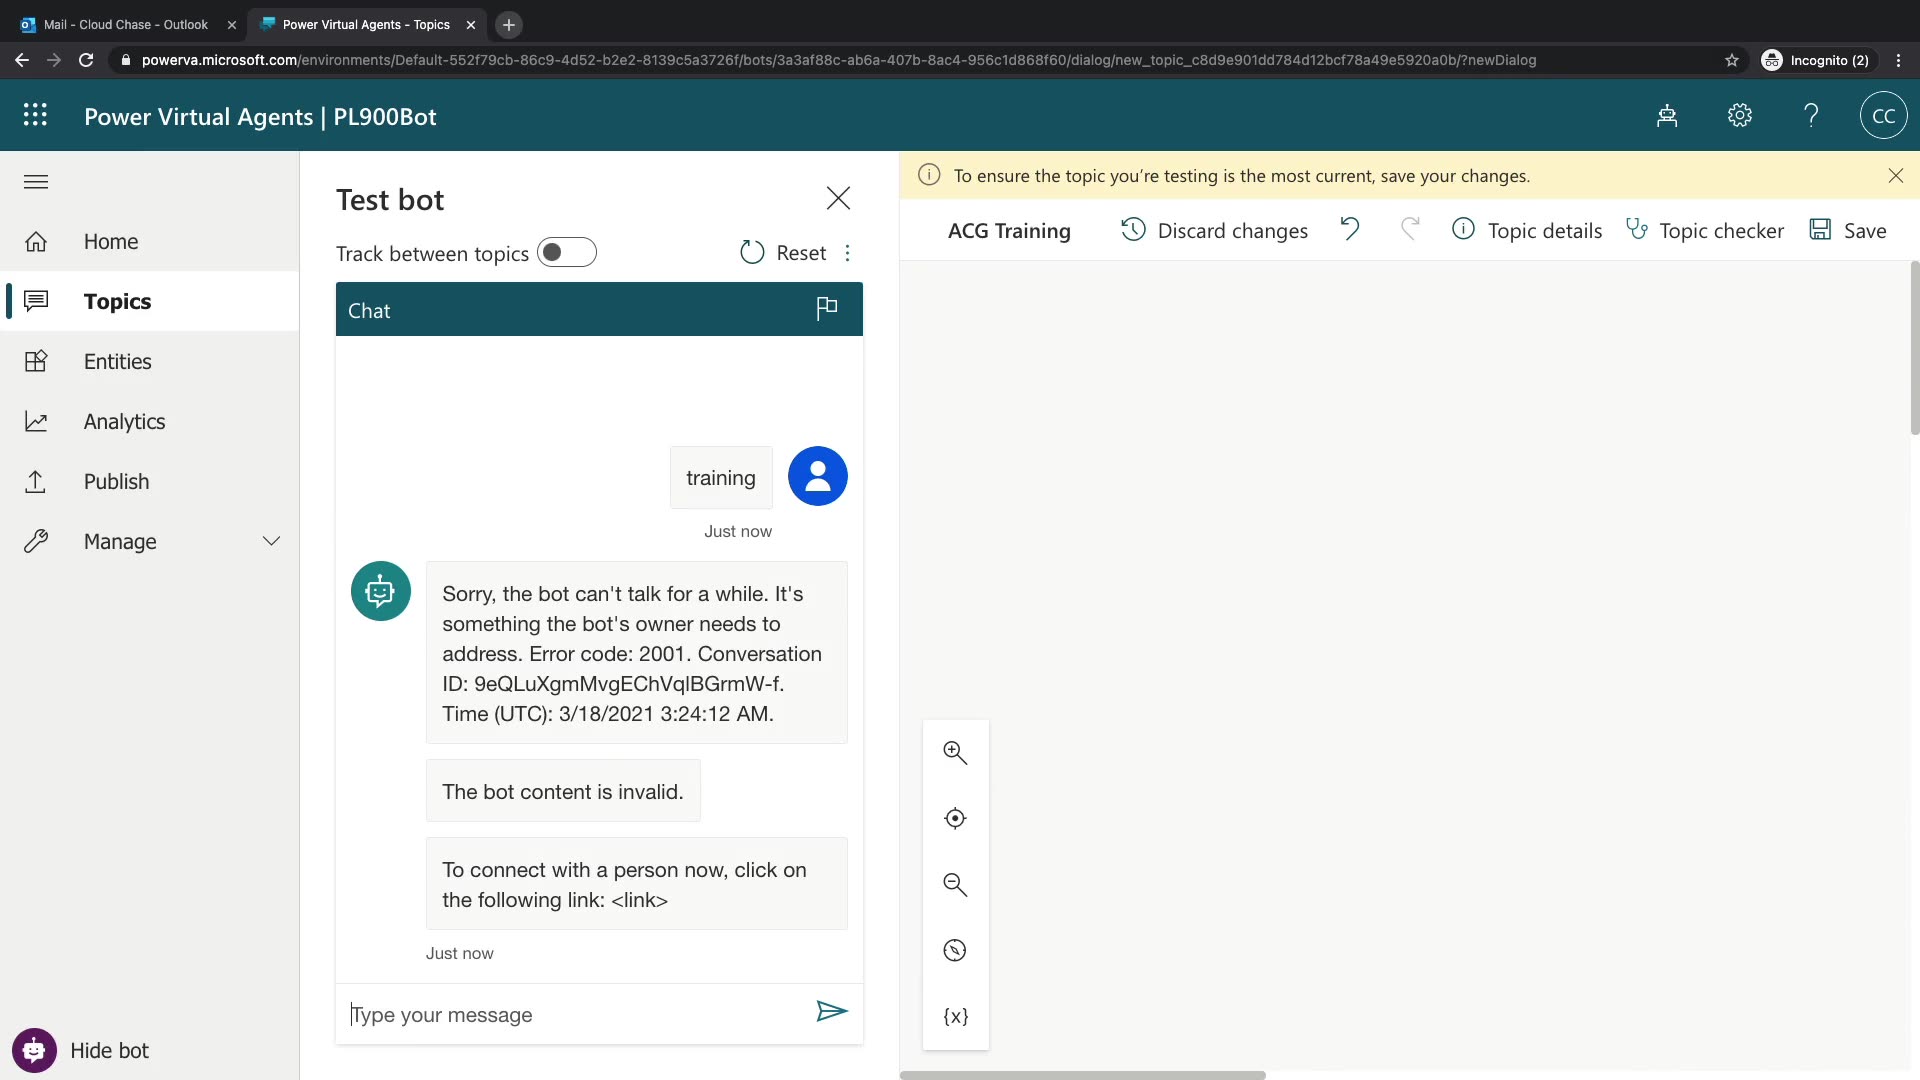 Mail - Cloud Chase - Outlook
Power Virtual Agents - Topics
powerva.microsoft.com/environments/Default-552f79cb-86c9-4d52-b2e2-8139c5a3726f/bots/3a3af88c-ab6a-407b-8ac4-956c1d868f60/dialog/new_topic_c8d9e901dd784d12bcf78a49e5920a0b/?newDialog
Incognito (2)
Power Virtual Agents | PL900Bot
CC
Home
Topics
Entities
Analytics
Publish
Manage
Hide bot
Test bot
Track between topics
Reset
Chat
training
Just now
Sorry, the bot can't talk for a while. It's
something the bot's owner needs to
address. Error code: 2001. Conversation
ID: 9eQLuXgmMvgEChVqlBGrmW-f.
Time (UTC): 3/18/2021 3:24:12 AM.
The bot content is invalid.
To connect with a person now, click on
the following link: <link>
Just now
Type your message
To ensure the topic you're testing is the most current, save your changes.
ACG Training
Discard changes
Topic details
Topic checker
Save
{x}